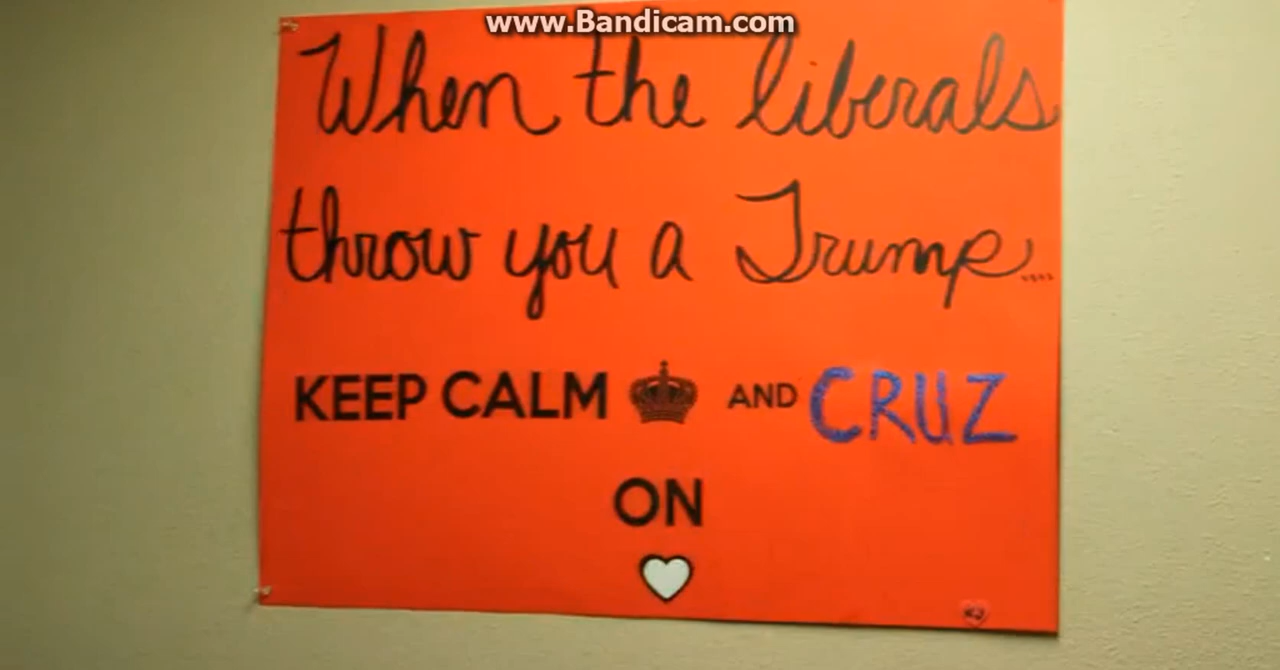 www.Bandicam.com
When the liberals
throw you a Trump....
KEEP CALM AND CRUZ
ON